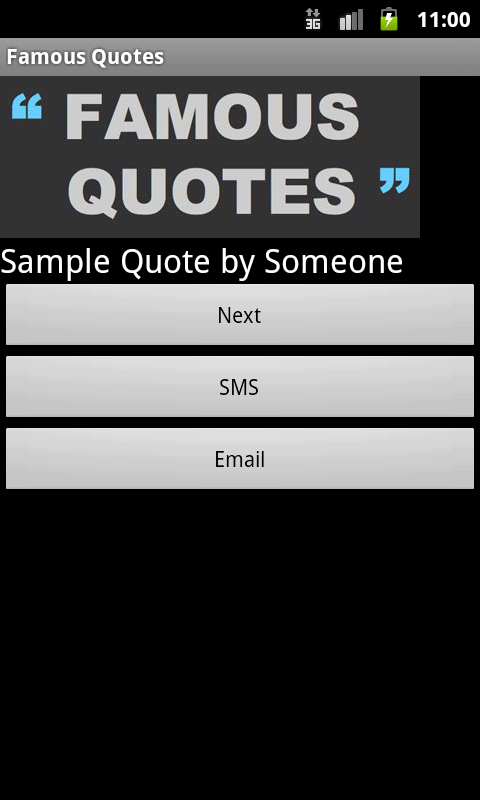 3G 11:00
Famous Quotes
“ FAMOUS
QUOTES ”
Sample Quote by Someone
Next
SMS
Email